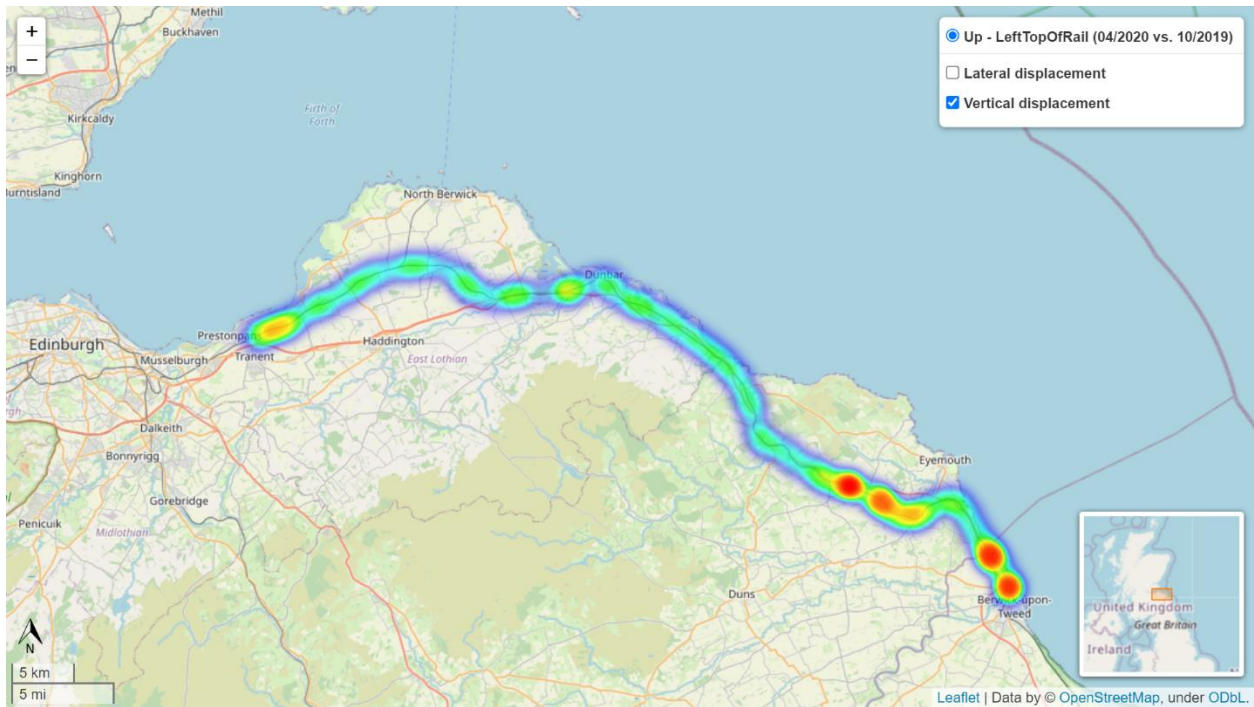 Methil
Buckhaven
+
−
Up - LeftTopOfRail (04/2020 vs. 10/2019)
Lateral displacement
Vertical displacement
Kirkcaldy
Firth of
Forth
Kinghorn
Burntisland
North Berwick
Dunbar
Prestonpans
Edinburgh
Musselburgh
Tranent
Haddington
East Lothian
Dalkeith
Bonnyrigg
Eyemouth
Gorebridge
Penicuik
Midlothian
Duns
Berwick-upon-
Tweed
United Kingdom
Great Britain
Ireland
N
5 km
5 mi
Leaflet | Data by © OpenStreetMap, under ODbL.